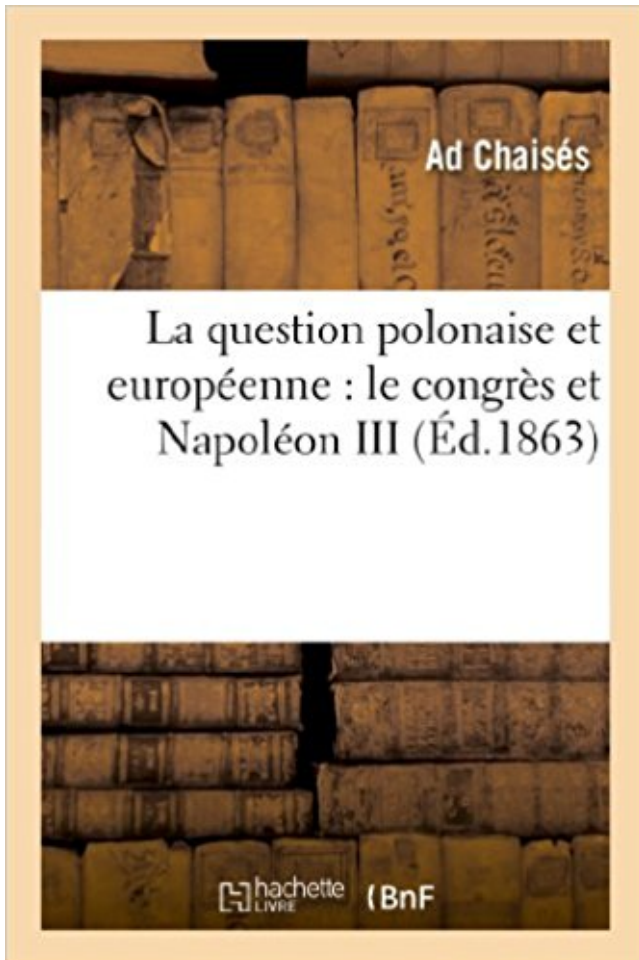 Ad Chaisés
La question polonaise et
européenne : le congrès et
Napoléon III (Éd.1863)
hachette
LIVRE
(BnF